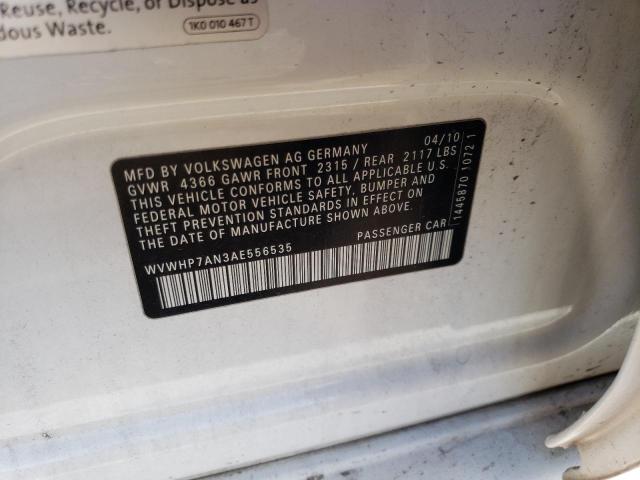 Reuse, Recycle, or Dispose as
dous Waste.
1K0 010 467 T
MFD BY VOLKSWAGEN AG GERMANY 04/10
GVWR 4366 GAWR FRONT 2315 / REAR 2117 LBS
THIS VEHICLE CONFORMS TO ALL APPLICABLE U.S.
FEDERAL MOTOR VEHICLE SAFETY, BUMPER AND
THEFT PREVENTION STANDARDS IN EFFECT ON
THE DATE OF MANUFACTURE SHOWN ABOVE.
WVWHP7AN3AE556535 PASSENGER CAR
1445870 1072 1